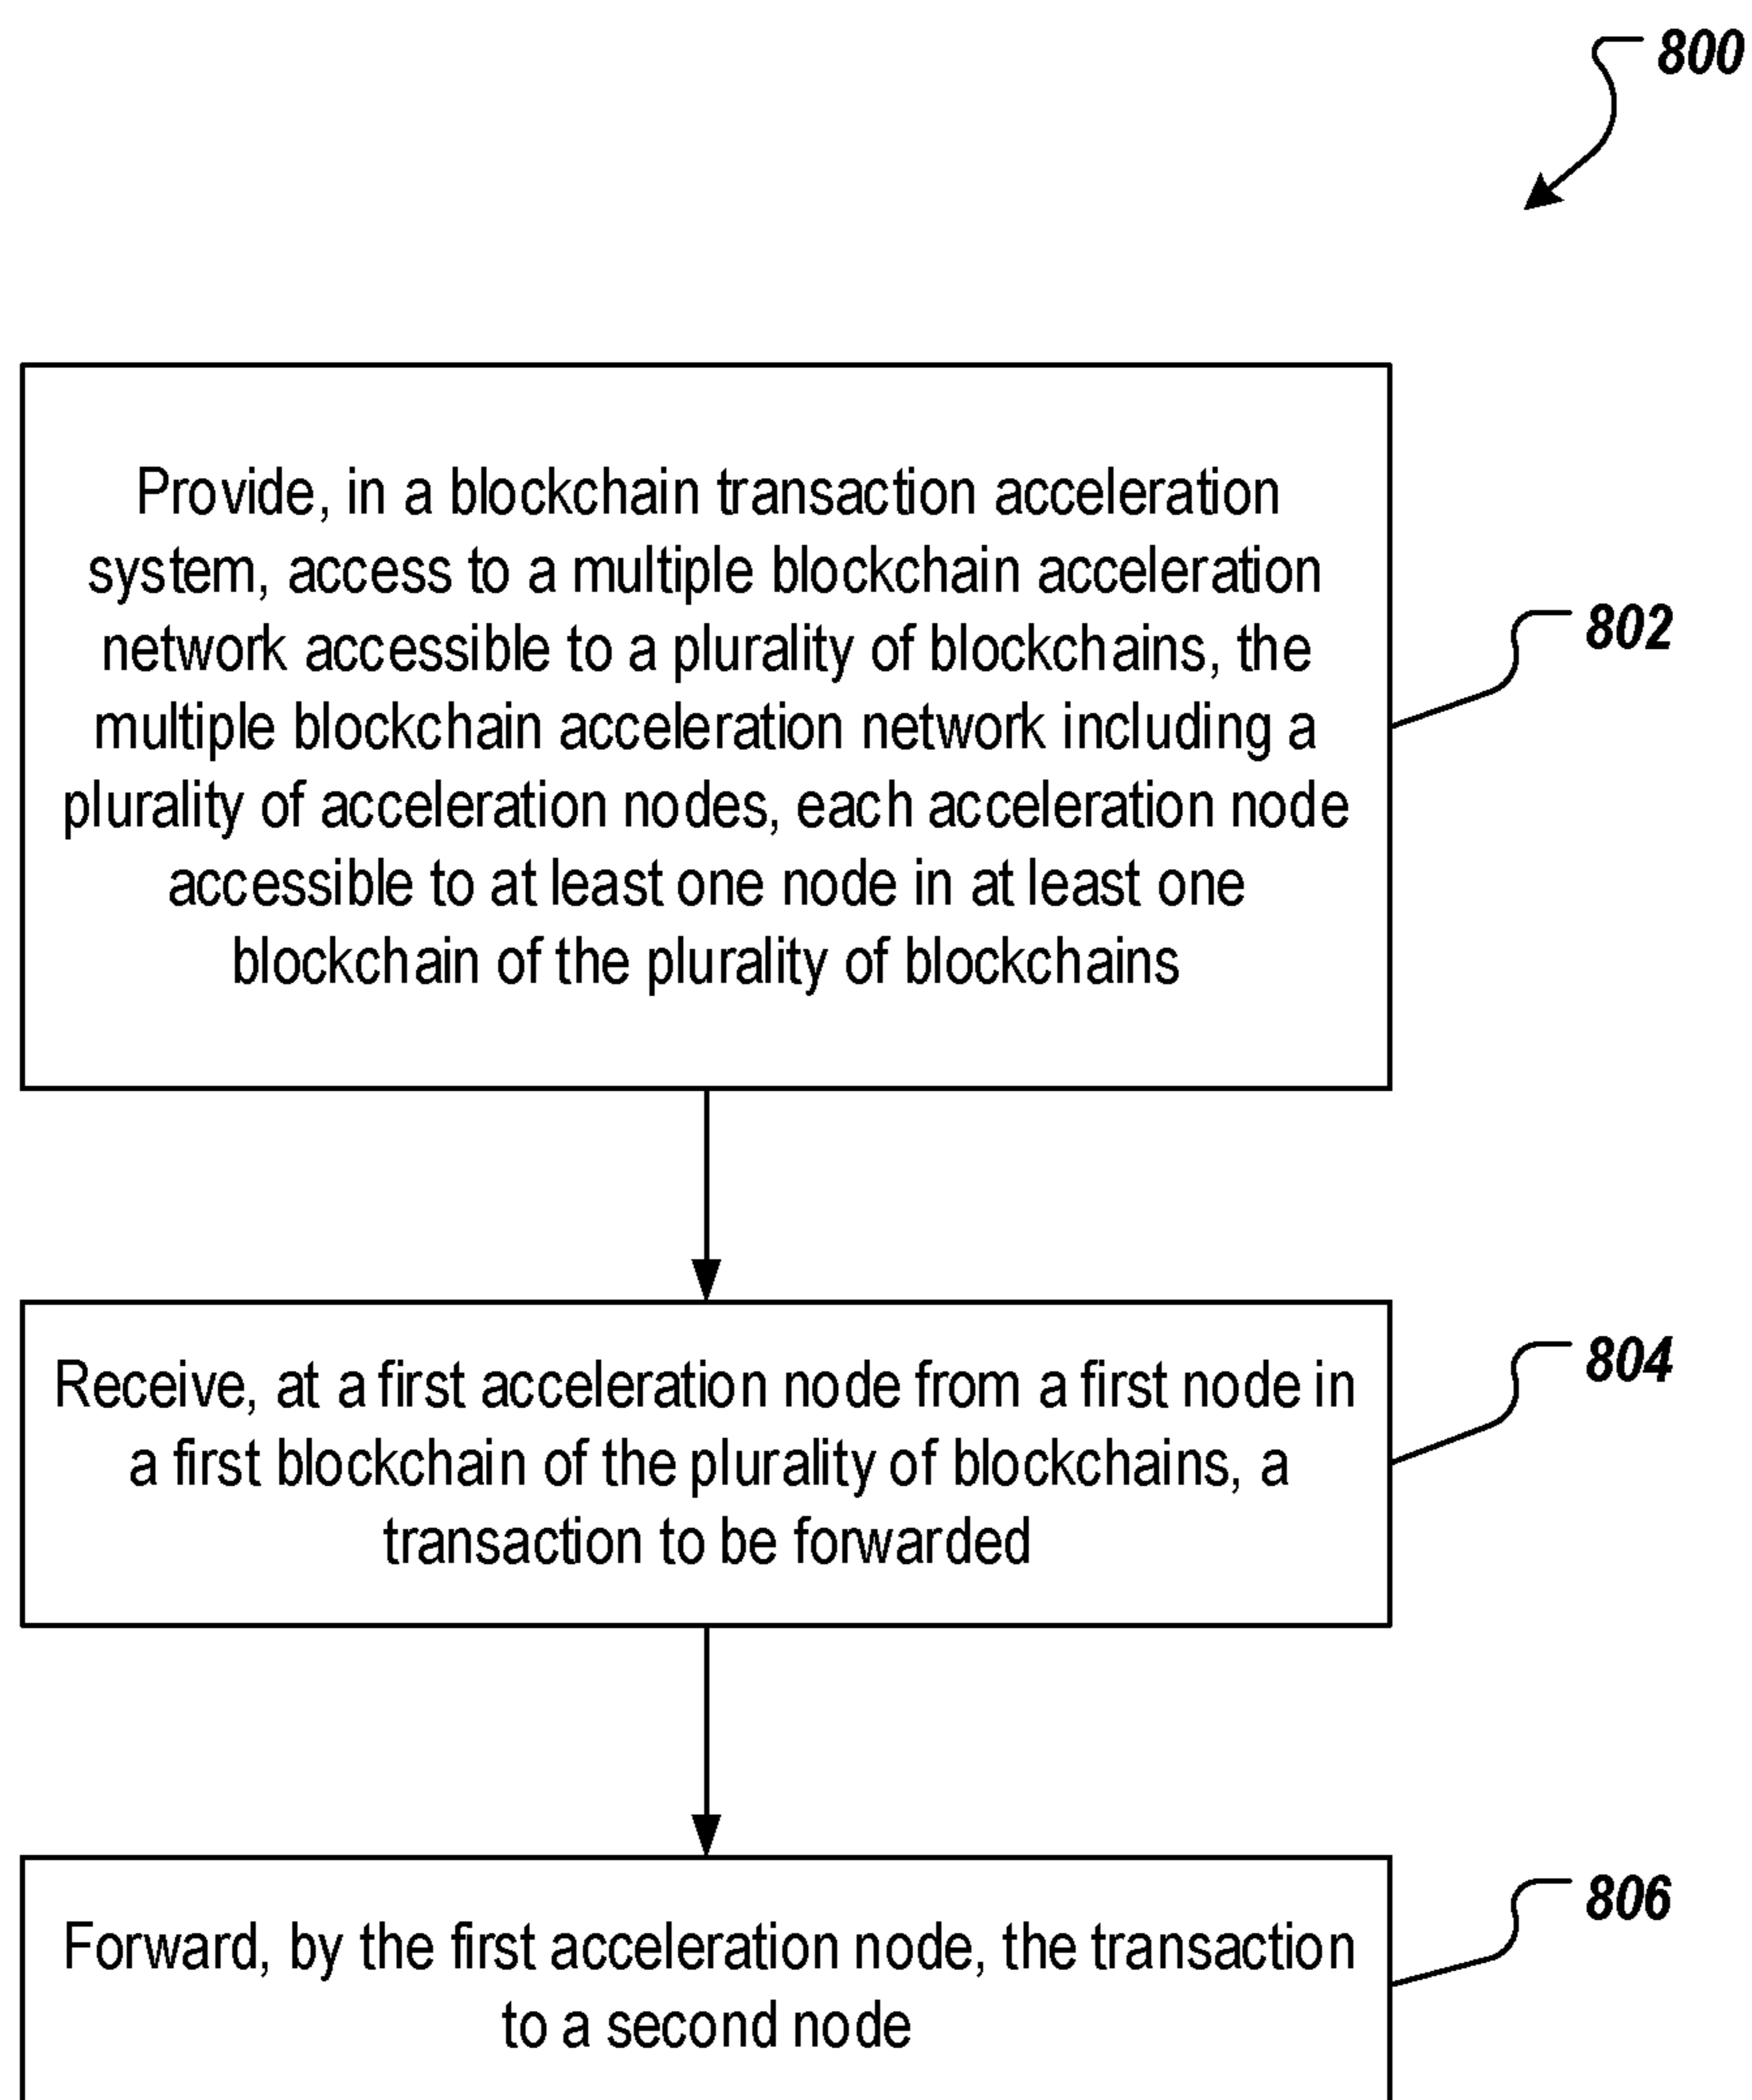 800
Provide, in a blockchain transaction acceleration
system, access to a multiple blockchain acceleration
network accessible to a plurality of blockchains, the
multiple blockchain acceleration network including a
plurality of acceleration nodes, each acceleration node
accessible to at least one node in at least one
blockchain of the plurality of blockchains
802
Receive, at a first acceleration node from a first node in
a first blockchain of the plurality of blockchains, a
transaction to be forwarded
804
Forward, by the first acceleration node, the transaction
to a second node
806